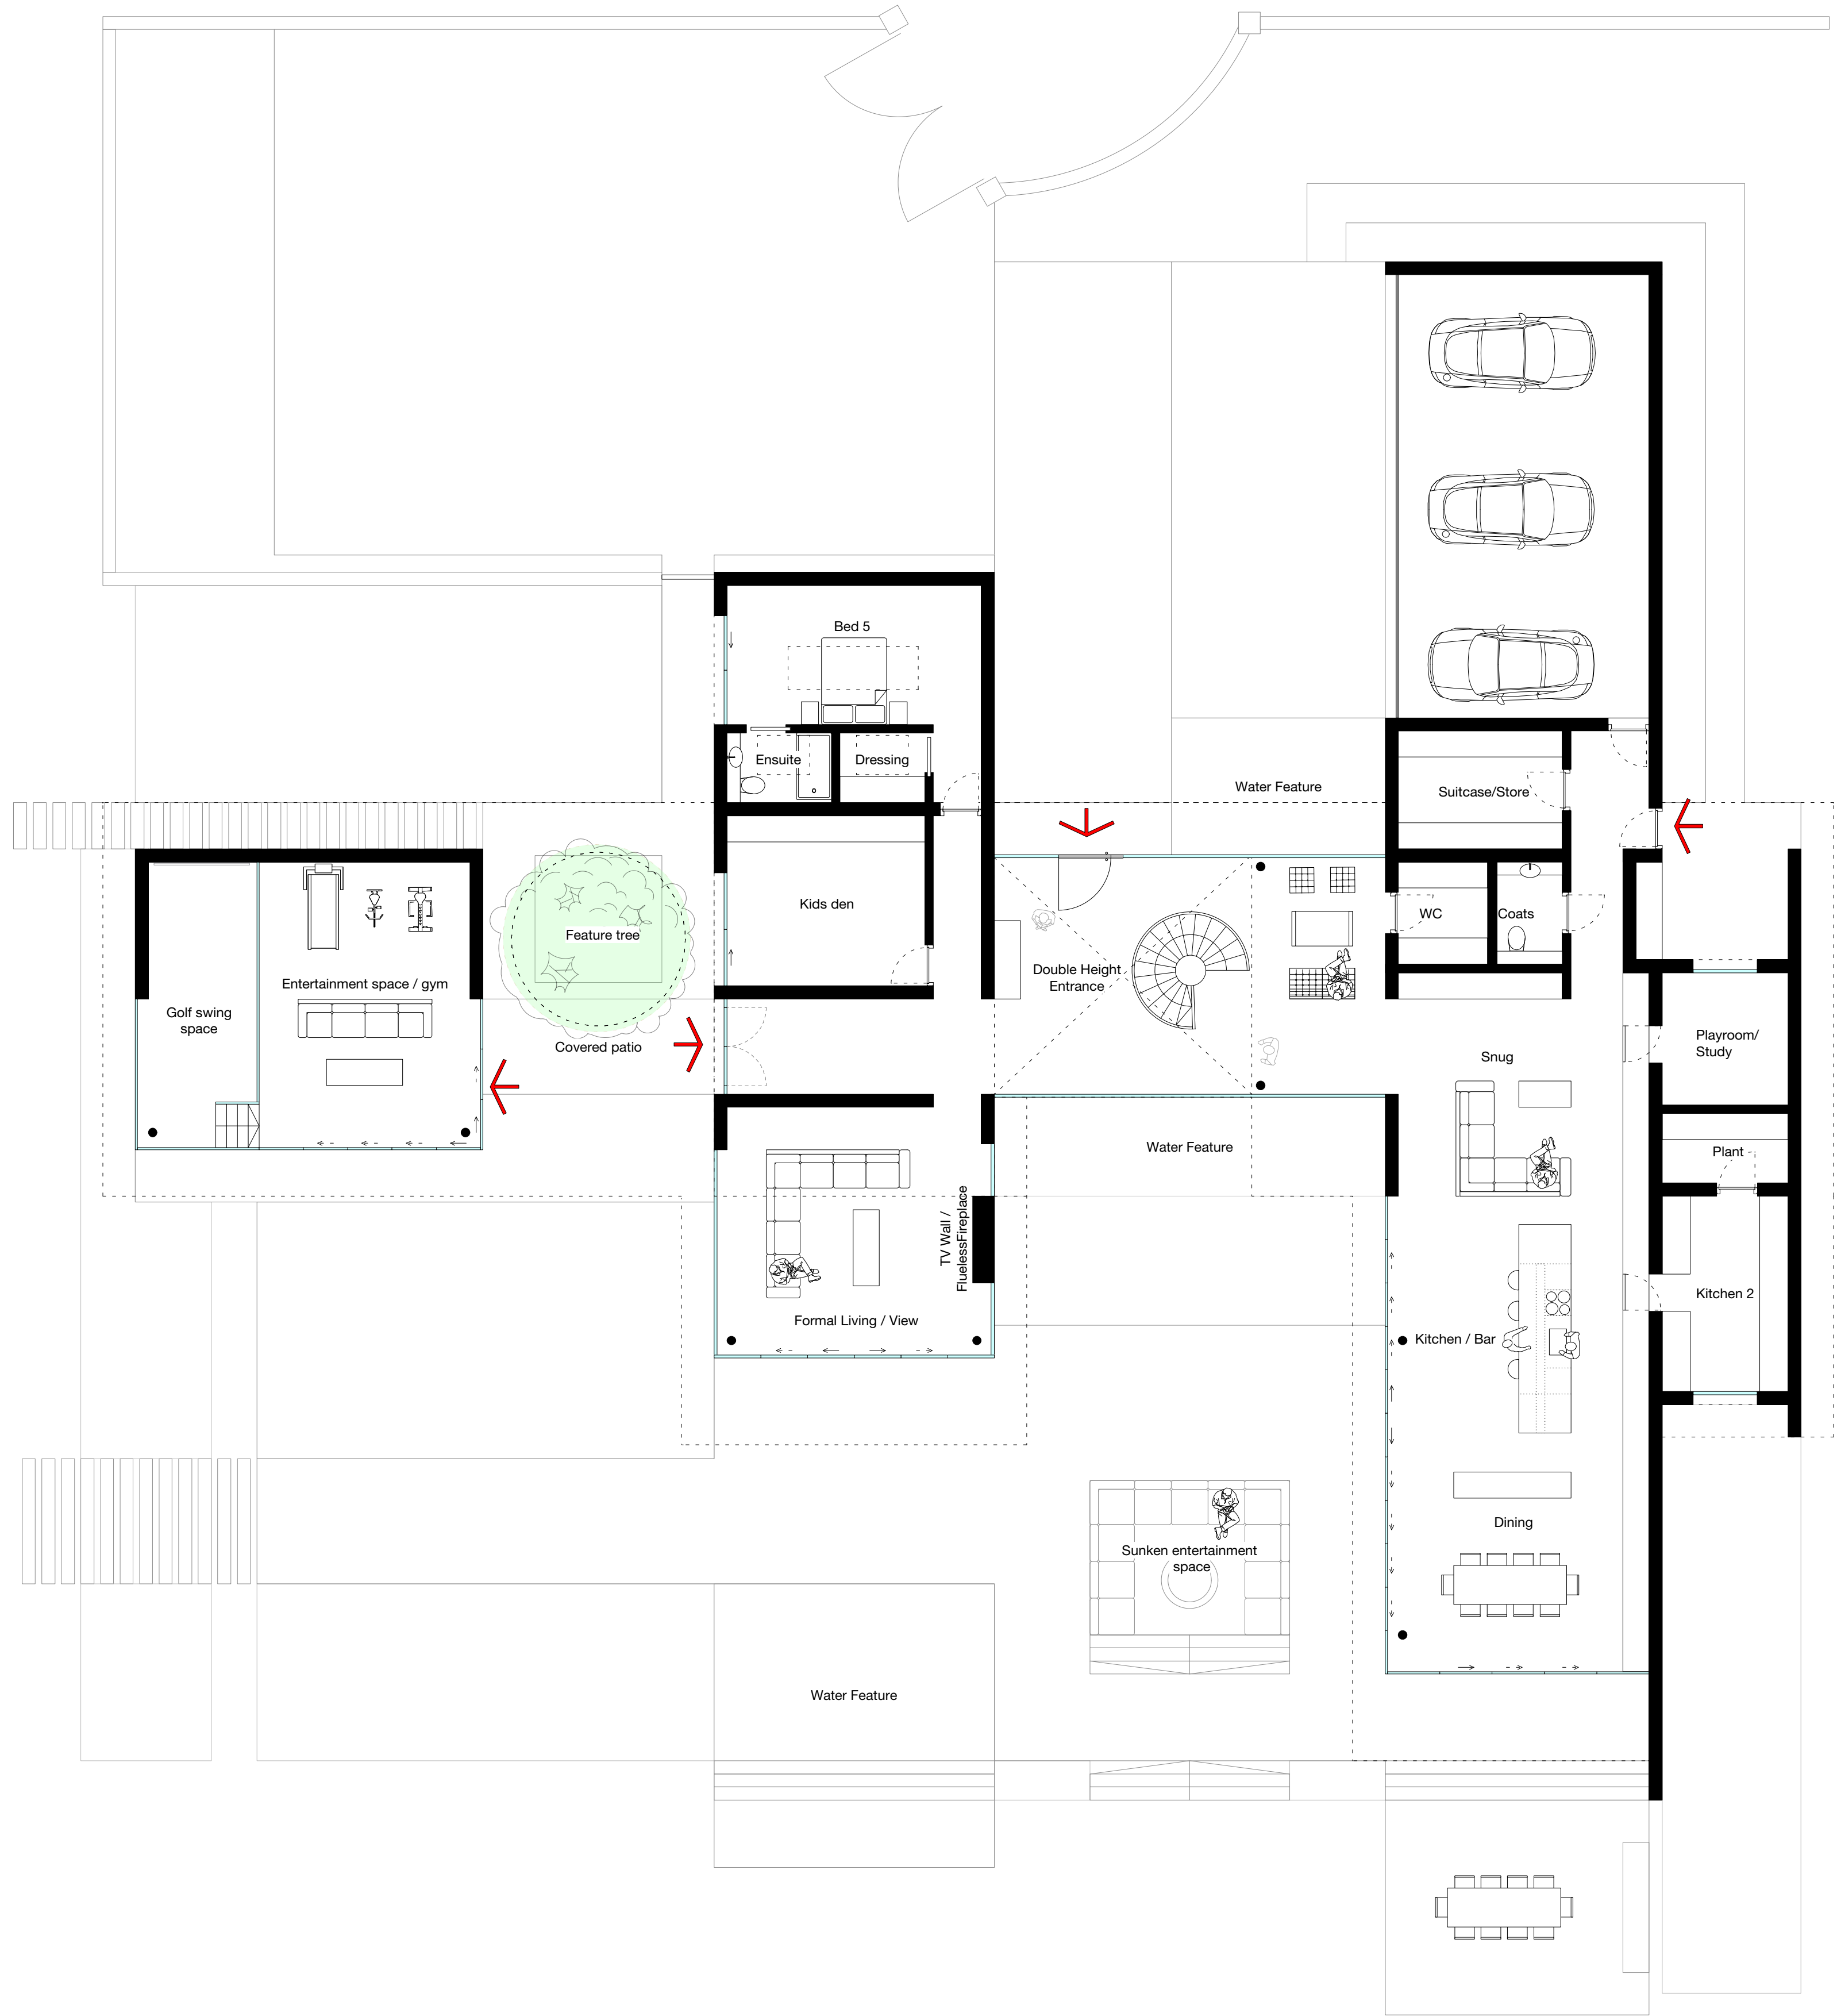 Bed 5
Ensuite
Dressing
Water Feature
Suitcase/Store
Kids den
WC
Coats
Feature tree
Double Height
Entrance
Entertainment space / gym
Golf swing
space
Covered patio
Playroom/
Study
Snug
Water Feature
Plant
TV Wall /
FluelessFireplace
Kitchen 2
Formal Living / View
Kitchen / Bar
Dining
Sunken entertainment
space
Water Feature